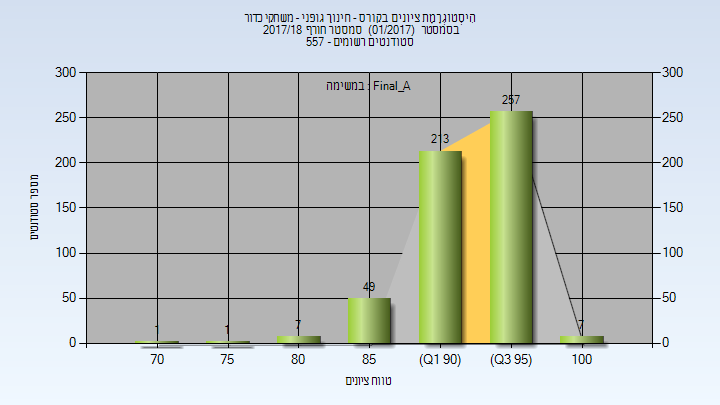 היסטוגרמת ציונים בקורס - חינוך גופני - משחקי כדור
בסמסטר (01/2017) סמסטר חורף 2017/18
סטודנטים רשומים - 557
במשימה : Final_A
מספר סטודנטים
300 300
250 250
200 200
150 150
100 100
50 50
0 0
1 1 7 49 213 257 7
70 75 80 85 (Q1 90) (Q3 95) 100
טווח ציונים